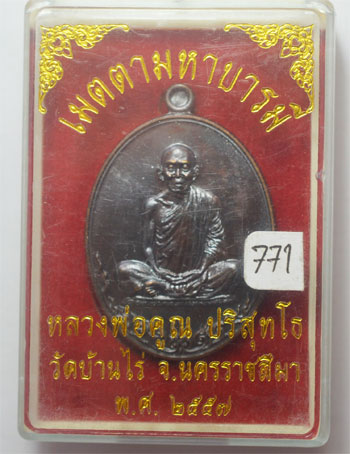 เมตตามหาบารมี
771
หลวงพ่อคูณ ปริสุทฺโธ
วัดบ้านไร่ จ.นครราชสีมา
พ.ศ. ๒๕๕๗